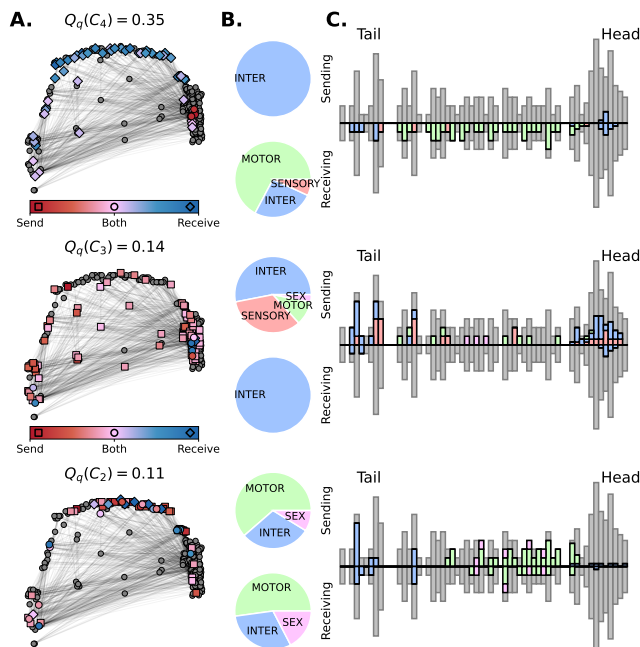 A.
B.
C.
Q_q(C_4) = 0.35
Send
Both
Receive
INTER
MOTOR
SENSORY
INTER
Sending
Receiving
Tail
Head
Q_q(C_3) = 0.14
Send
Both
Receive
INTER
SEX
MOTOR
SENSORY
INTER
Sending
Receiving
Tail
Head
Q_q(C_2) = 0.11
MOTOR
SEX
INTER
MOTOR
SEX
INTER
Sending
Receiving
Tail
Head